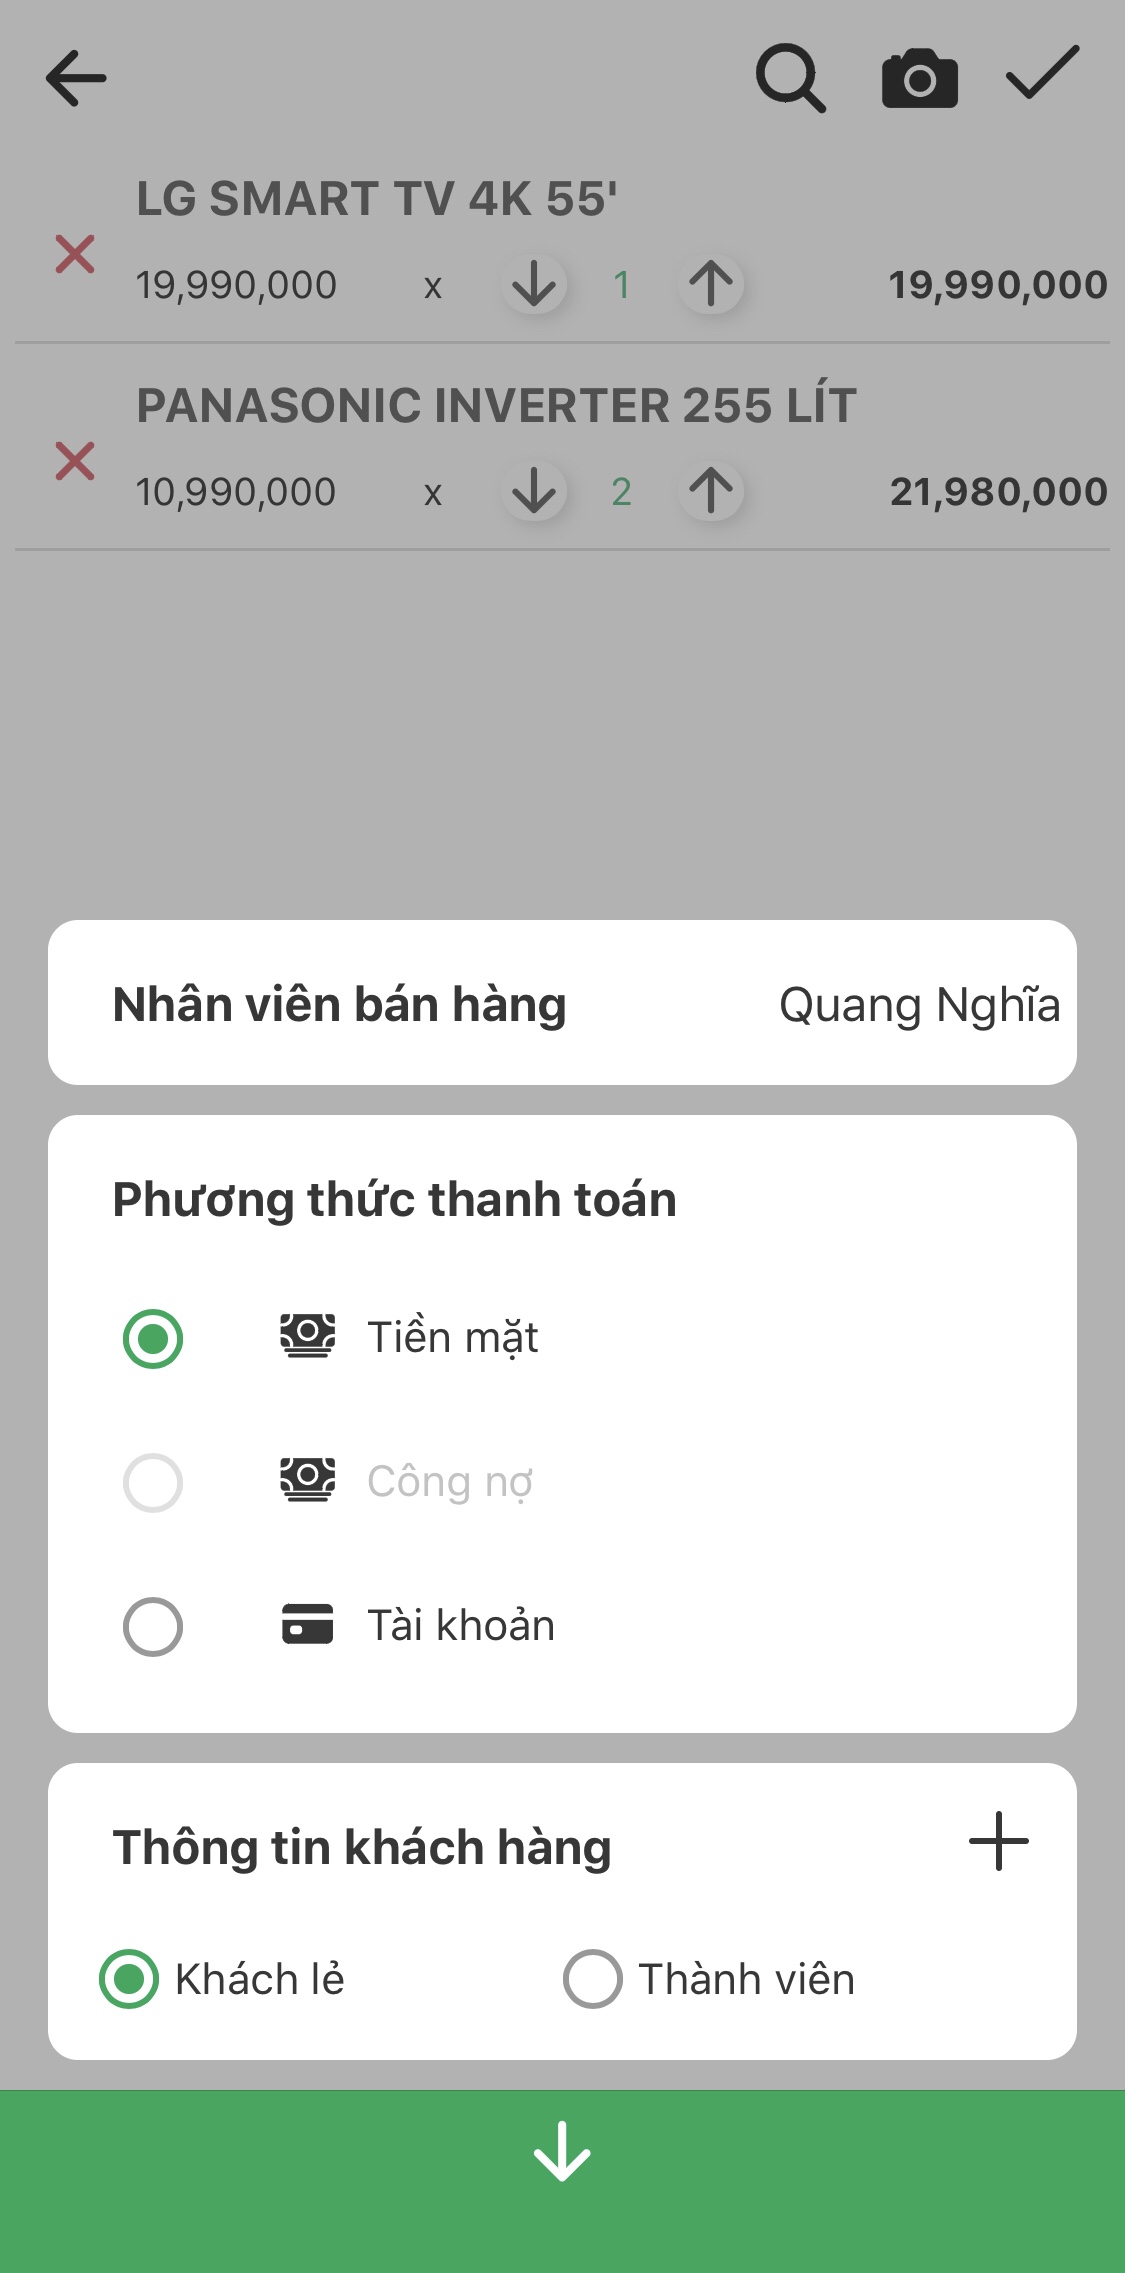 LG SMART TV 4K 55'
19,990,000 x 1 19,990,000
PANASONIC INVERTER 255 LÍT
10,990,000 x 2 21,980,000
Nhân viên bán hàng Quang Nghĩa
Phương thức thanh toán
Tiền mặt
Công nợ
Tài khoản
Thông tin khách hàng
Khách lẻ Thành viên